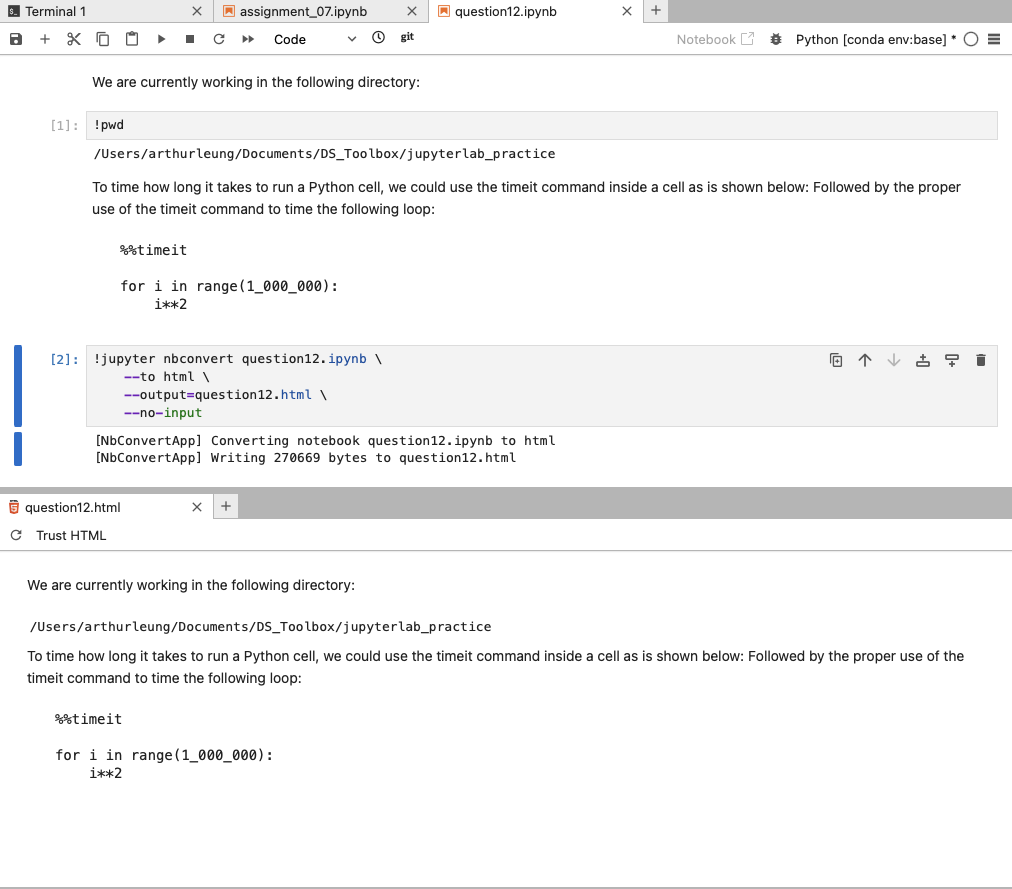 Terminal 1
assignment_07.ipynb
question12.ipynb
Code
git
Notebook
Python [conda env:base] *
We are currently working in the following directory:
[1]:
!pwd
/Users/arthurleung/Documents/DS_Toolbox/jupyterlab_practice
To time how long it takes to run a Python cell, we could use the timeit command inside a cell as is shown below: Followed by the proper
use of the timeit command to time the following loop:
%%timeit
for i in range(1_000_000):
    i**2
[2]:
!jupyter nbconvert question12.ipynb \
    --to html \
    --output=question12.html \
    --no-input
[NbConvertApp] Converting notebook question12.ipynb to html
[NbConvertApp] Writing 270669 bytes to question12.html
question12.html
Trust HTML
We are currently working in the following directory:
/Users/arthurleung/Documents/DS_Toolbox/jupyterlab_practice
To time how long it takes to run a Python cell, we could use the timeit command inside a cell as is shown below: Followed by the proper use of the
timeit command to time the following loop:
%%timeit
for i in range(1_000_000):
    i**2